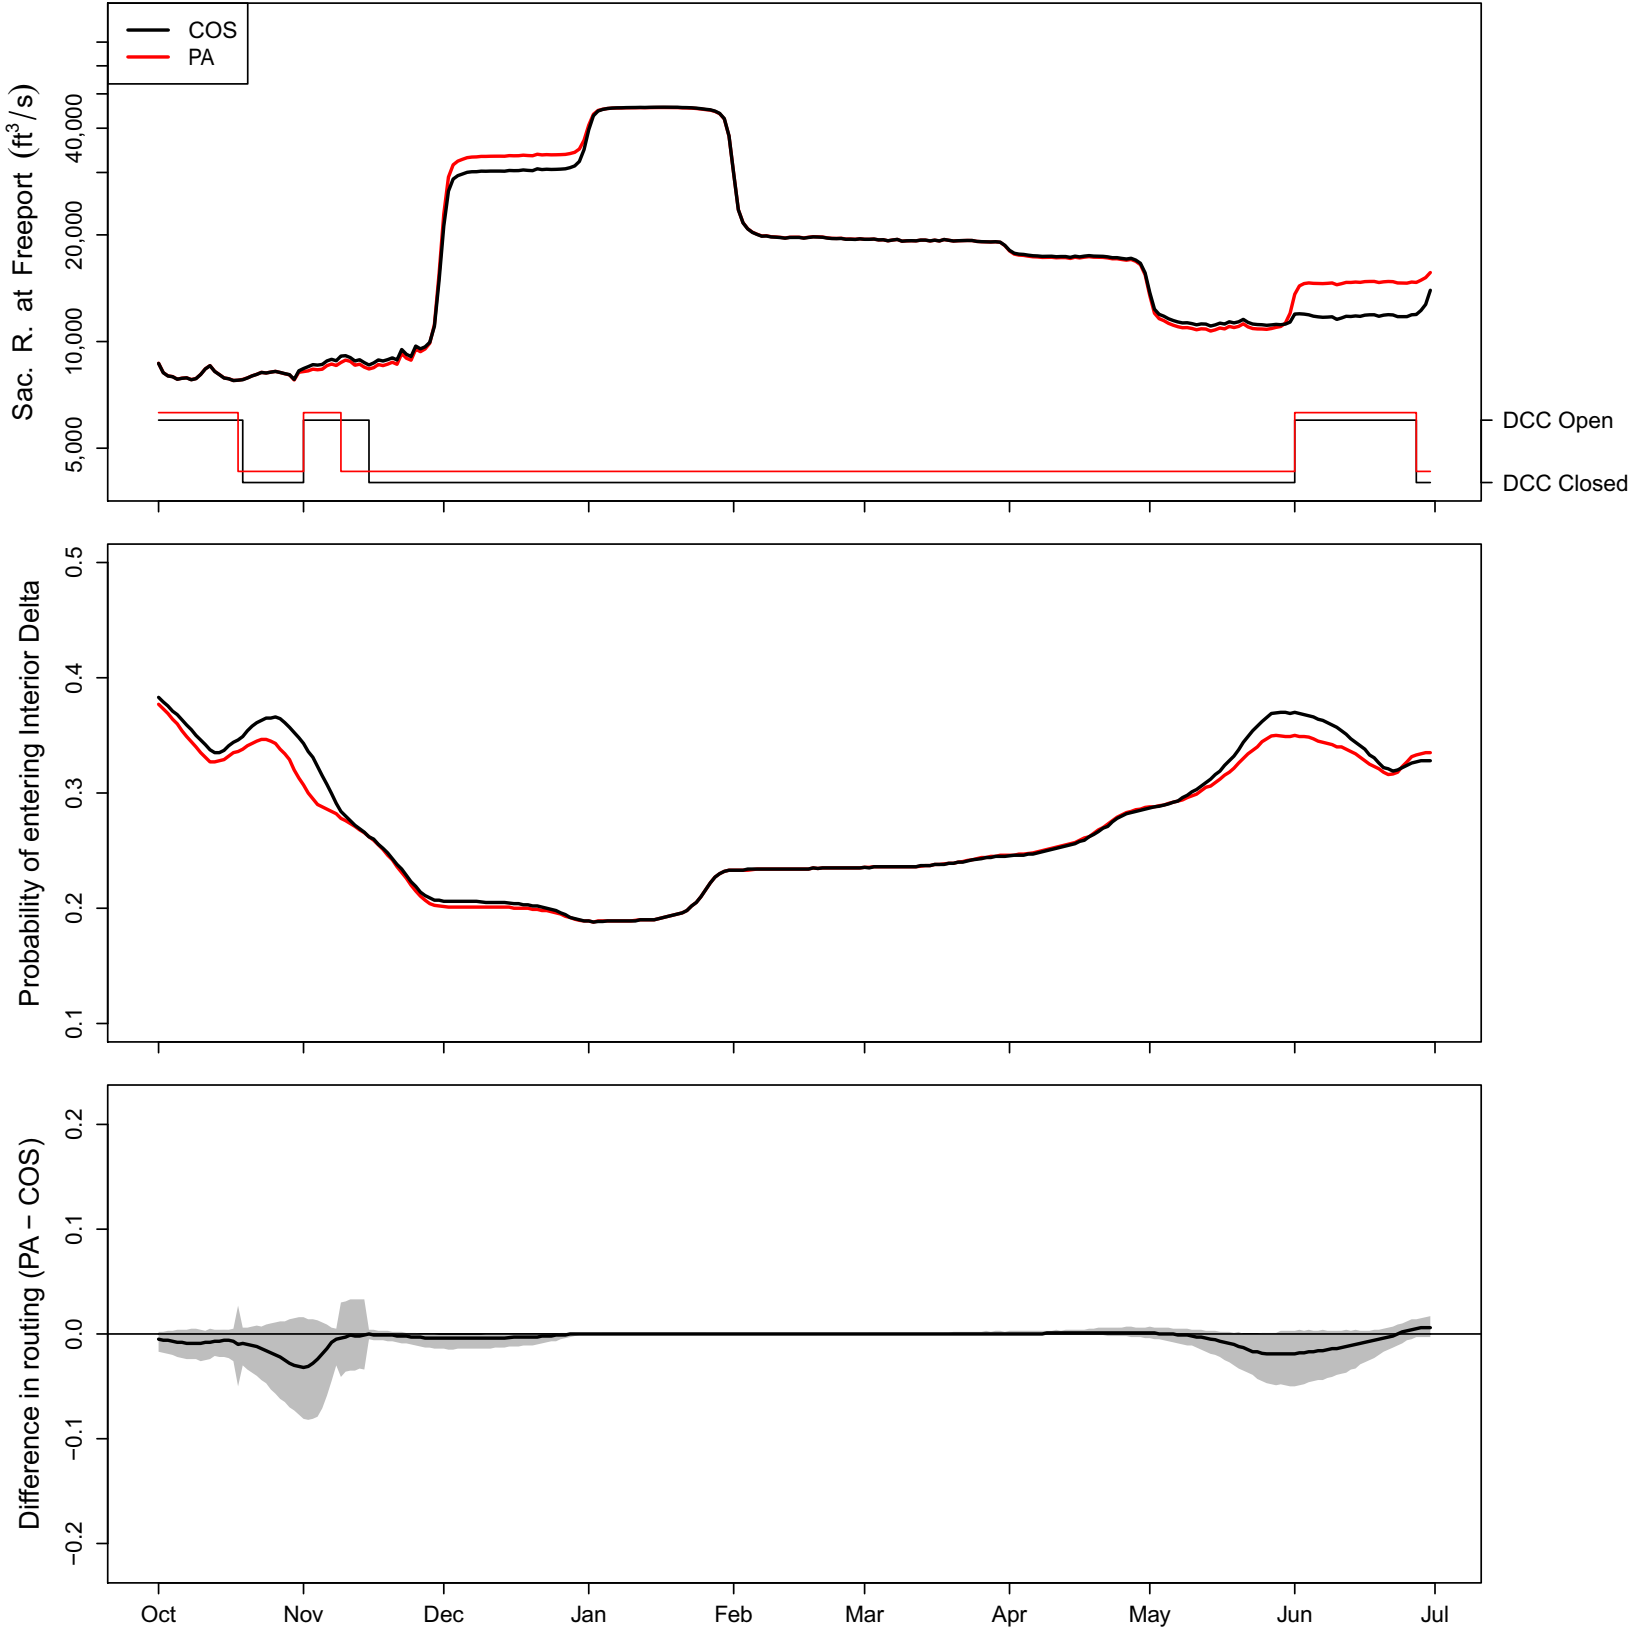 COS
PA
Sac. R. at Freeport (ft³/s)
40,000
20,000
10,000
5,000
DCC Open
DCC Closed
Probability of entering Interior Delta
0.5
0.4
0.3
0.2
0.1
Difference in routing (PA − COS)
0.2
0.1
0.0
−0.1
−0.2
Oct Nov Dec Jan Feb Mar Apr May Jun Jul